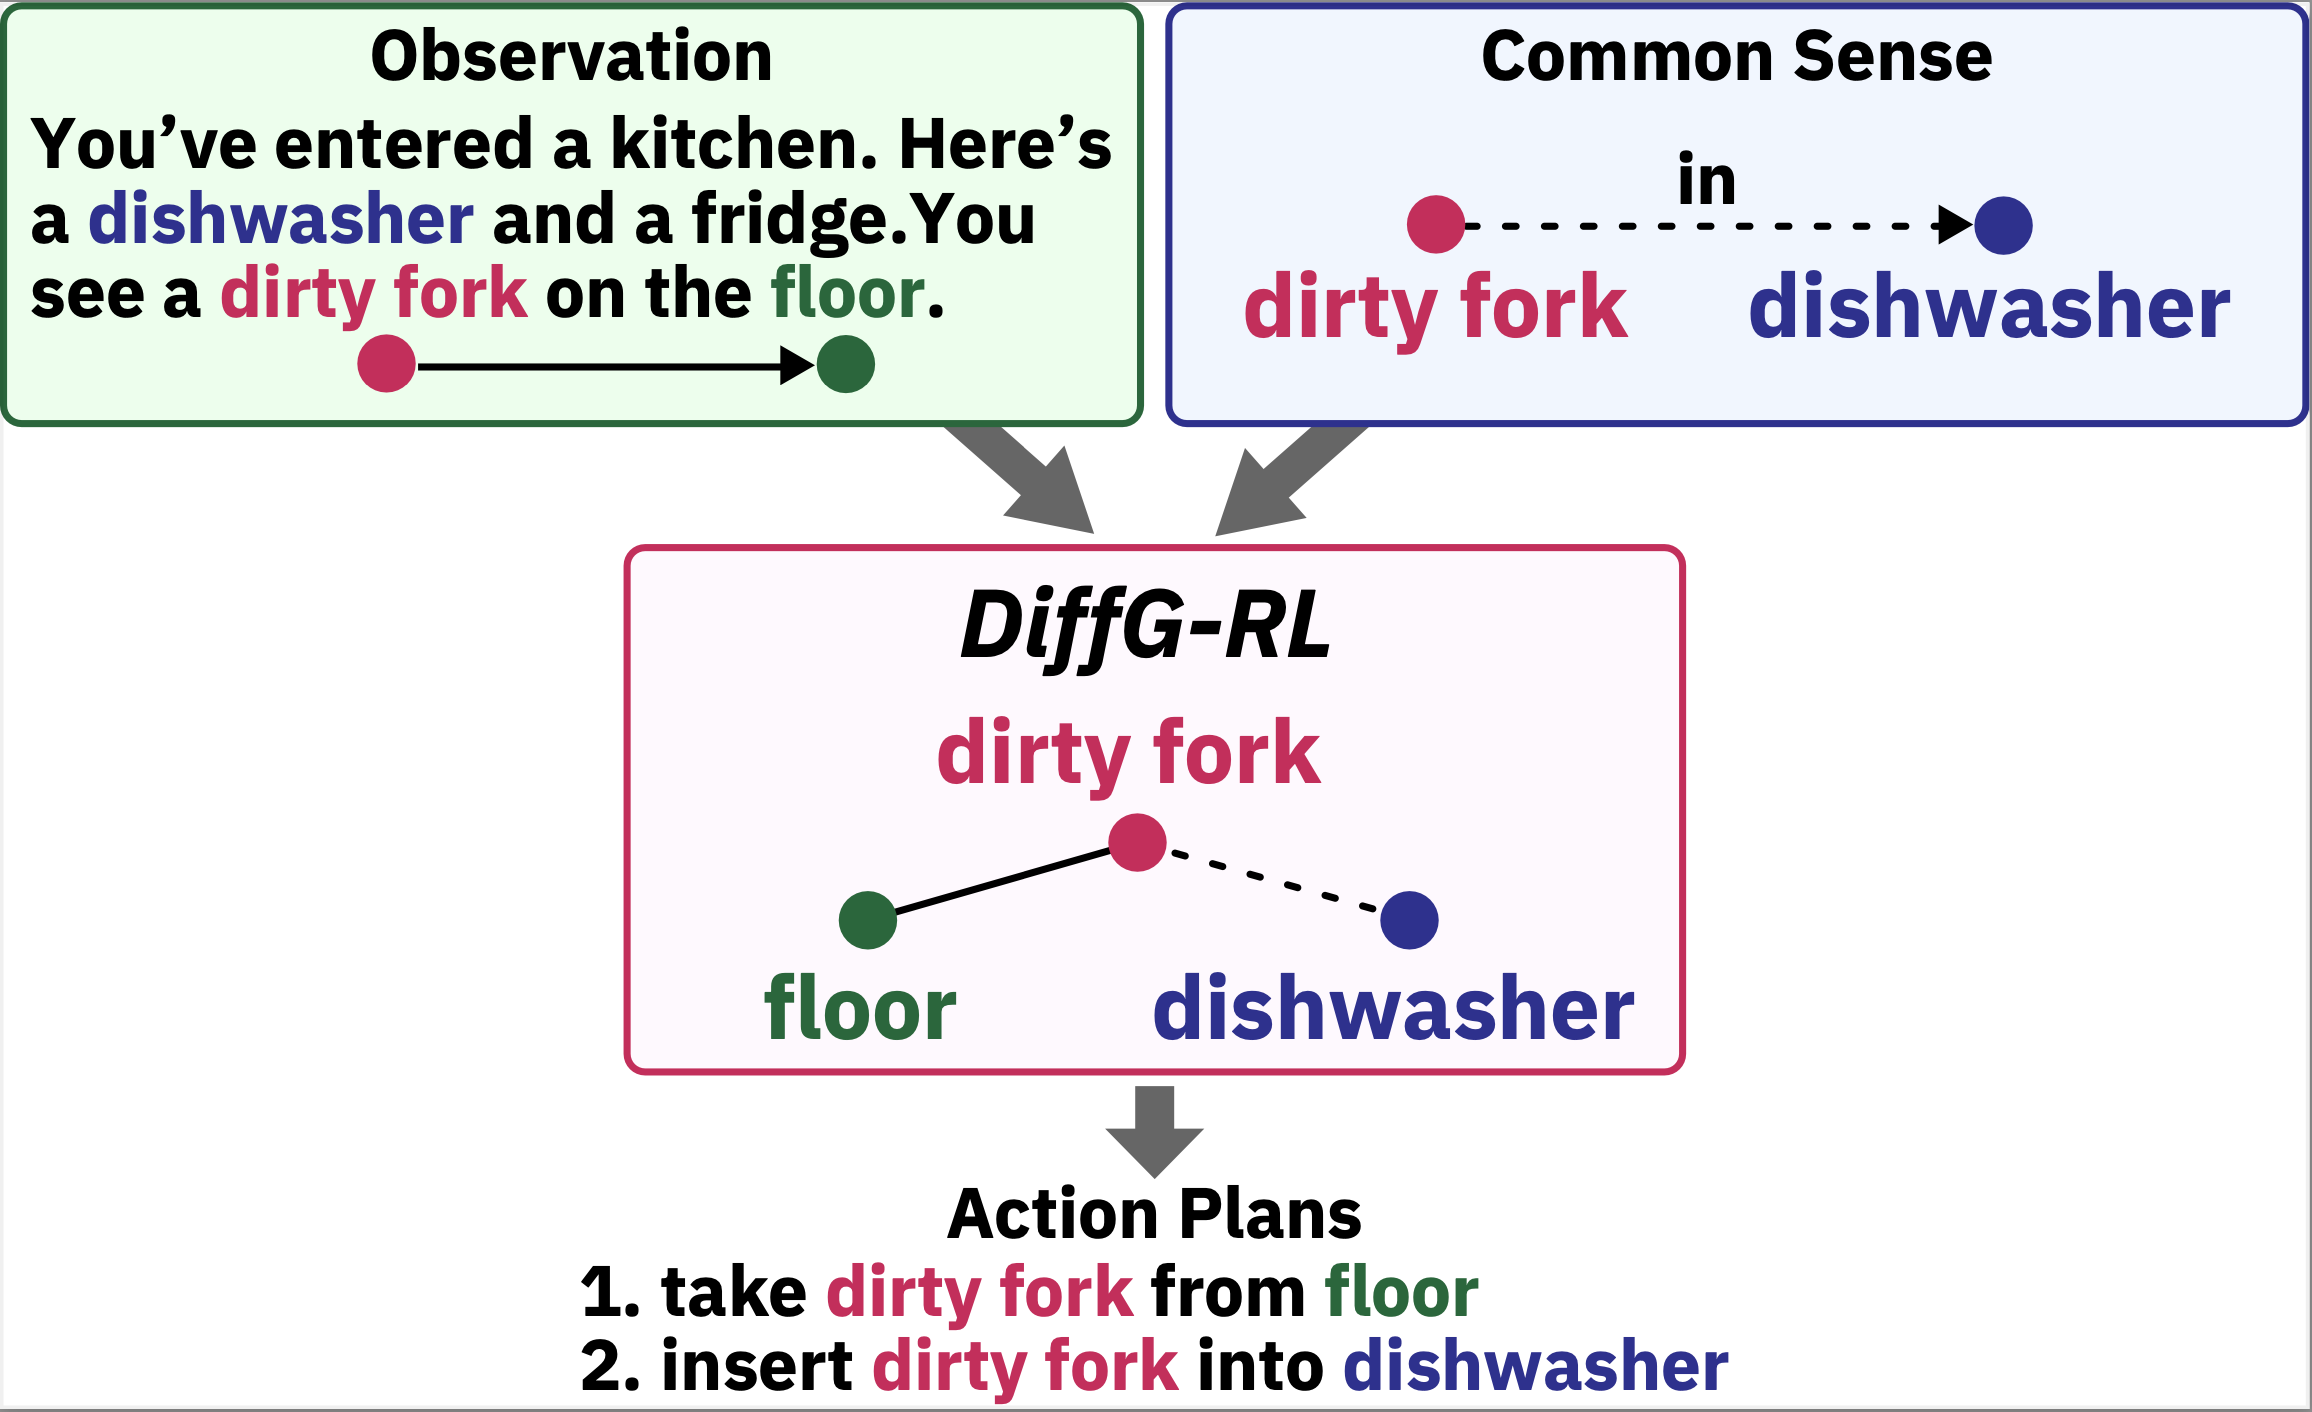 Observation
You’ve entered a kitchen. Here’s
a dishwasher and a fridge.You
see a dirty fork on the floor.
Common Sense
in
dirty fork dishwasher
DiffG-RL
dirty fork
floor dishwasher
Action Plans
1. take dirty fork from floor
2. insert dirty fork into dishwasher